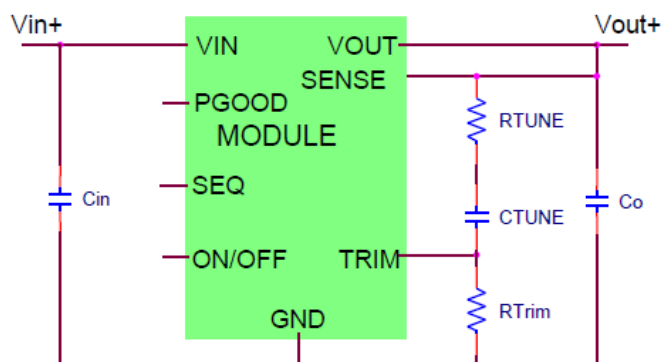 Vin+
Vout+
VIN
VOUT
SENSE
PGOOD
MODULE
RTUNE
SEQ
Cin
CTUNE
Co
ON/OFF
TRIM
RTrim
GND